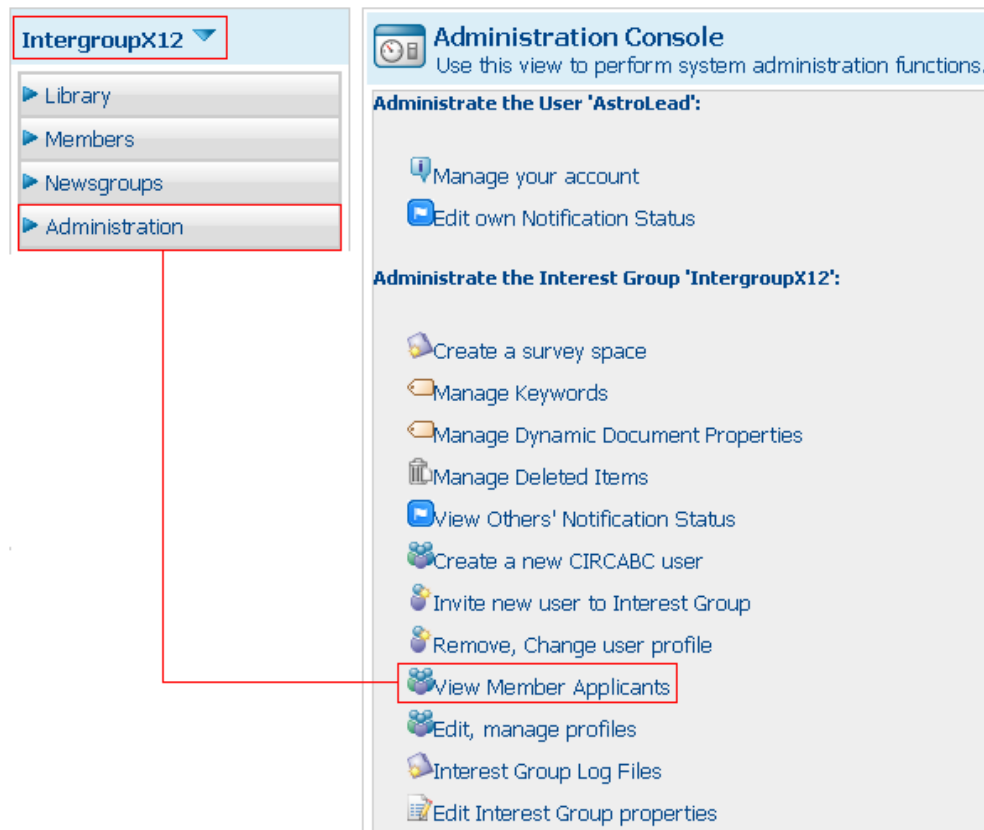 IntergroupX12
Library
Members
Newsgroups
Administration
Administration Console
Use this view to perform system administration functions.
Administrate the User 'AstroLead':
Manage your account
Edit own Notification Status
Administrate the Interest Group 'IntergroupX12':
Create a survey space
Manage Keywords
Manage Dynamic Document Properties
Manage Deleted Items
View Others' Notification Status
Create a new CIRCABC user
Invite new user to Interest Group
Remove, Change user profile
View Member Applicants
Edit, manage profiles
Interest Group Log Files
Edit Interest Group properties